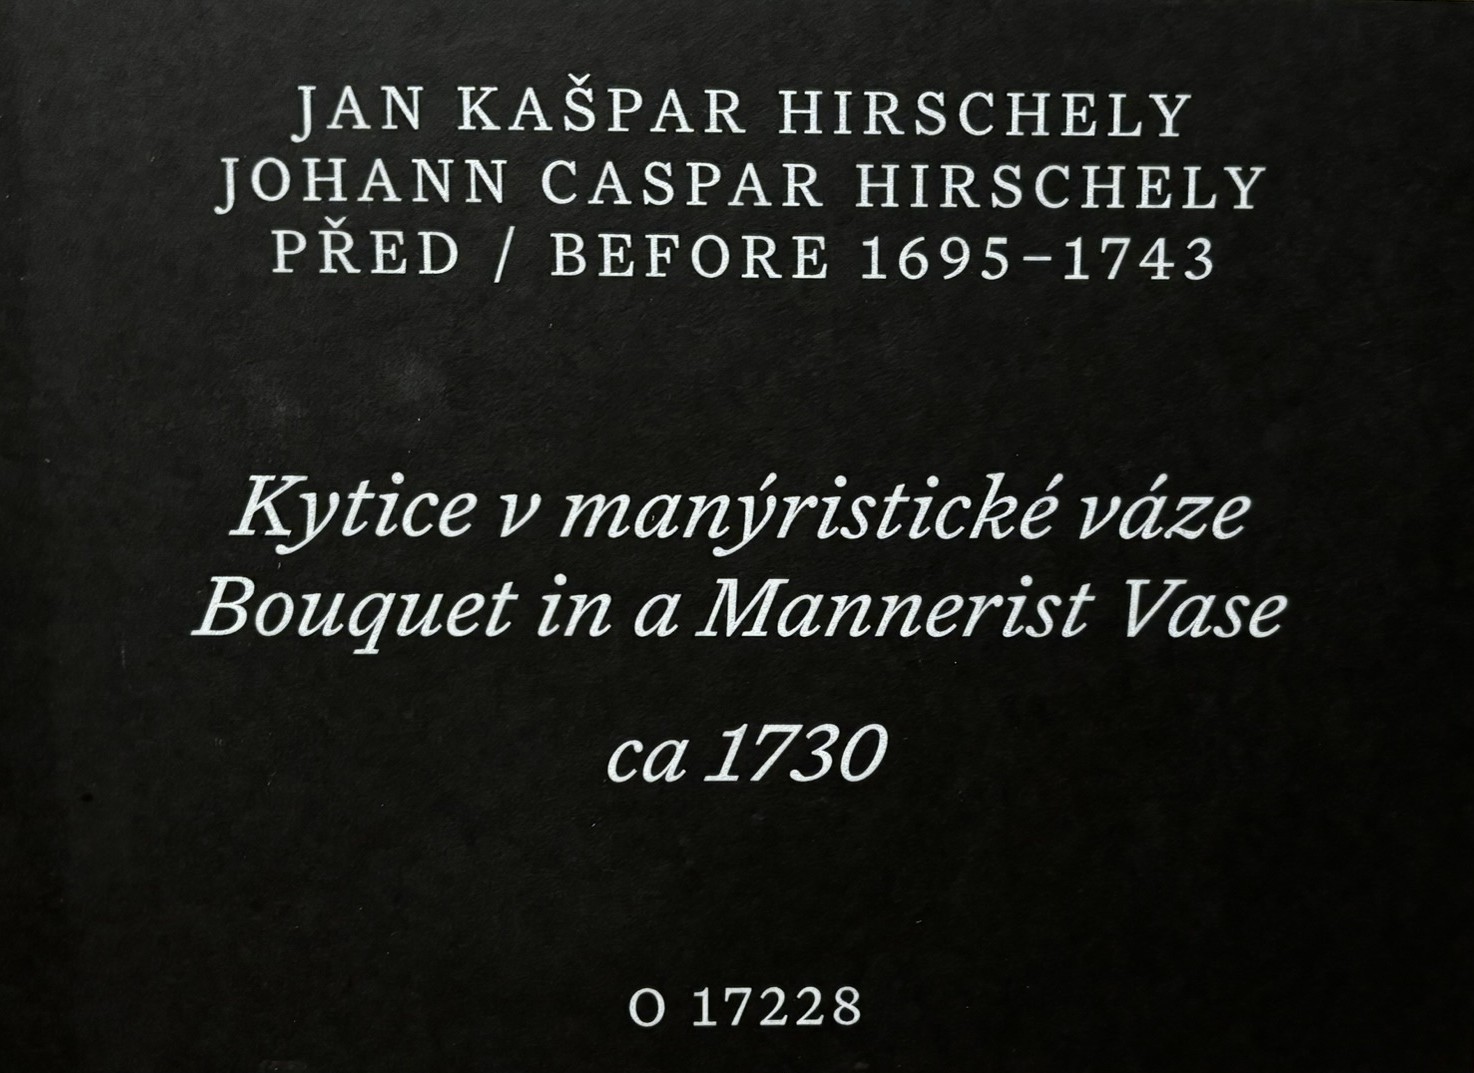 JAN KAŠPAR HIRSCHELY
JOHANN CASPAR HIRSCHELY
PŘED / BEFORE 1695–1743
Kytice v manýristické váze
Bouquet in a Mannerist Vase
ca 1730
O 17228